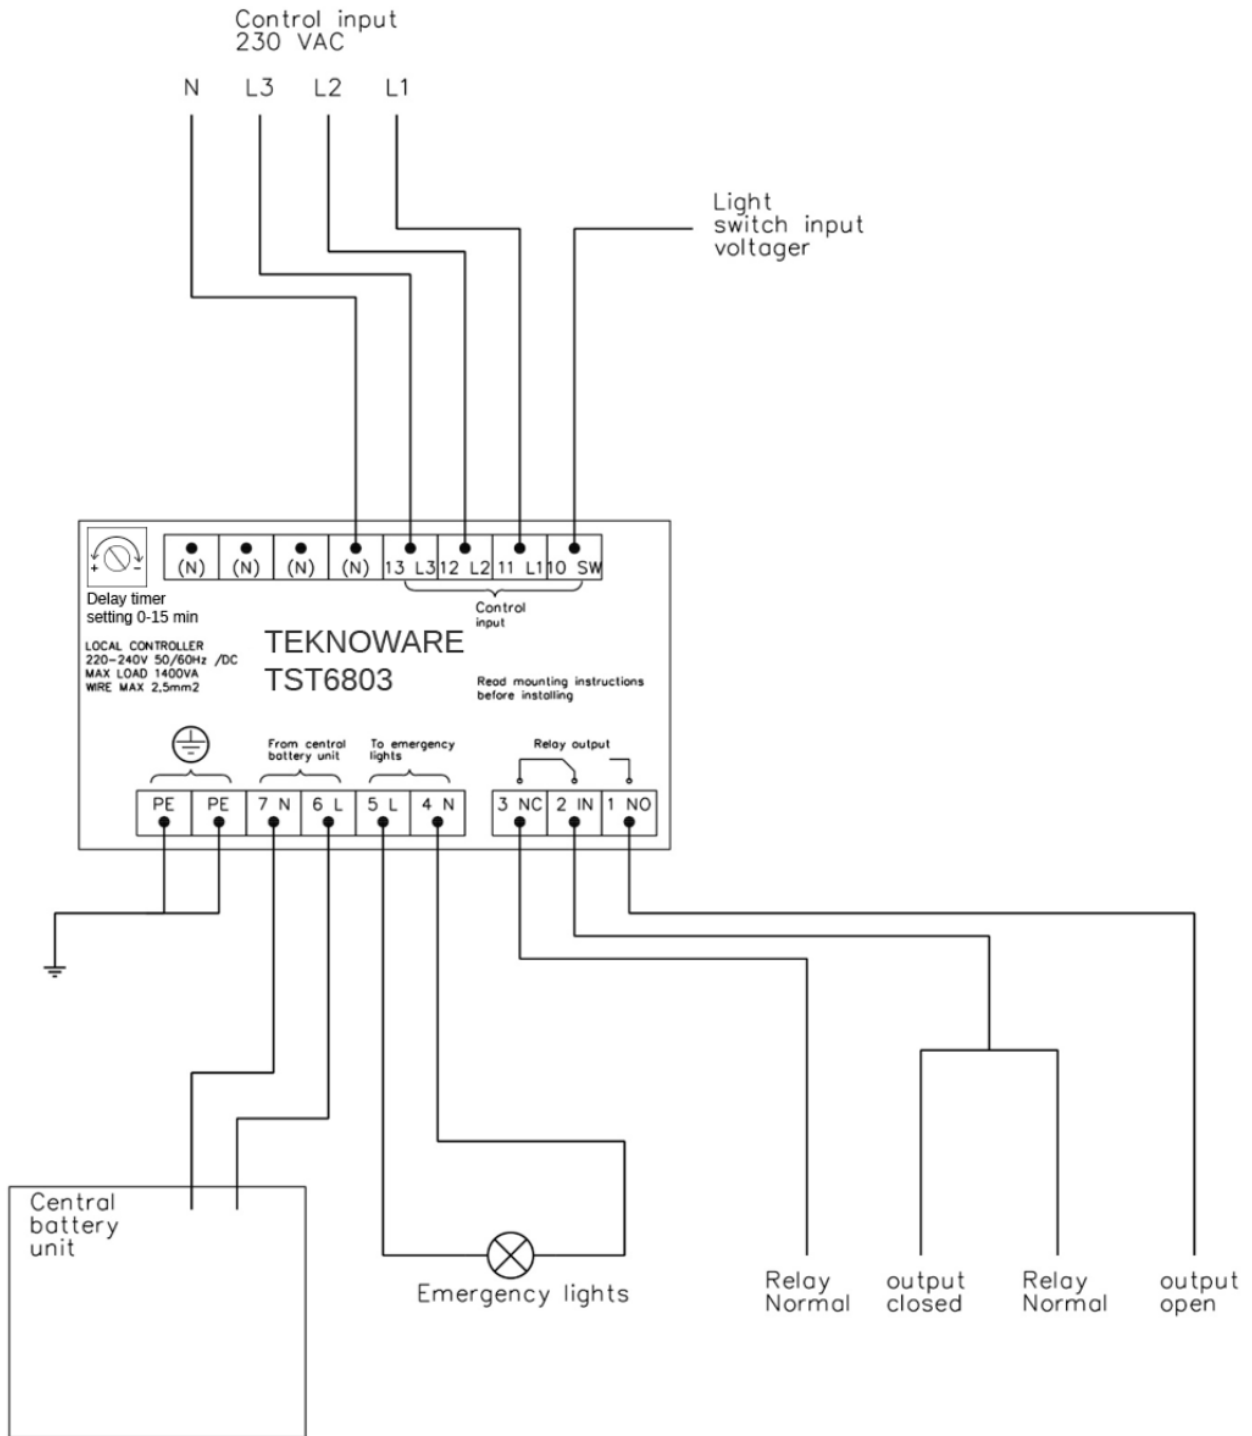 Control input
230 VAC
N L3 L2 L1
Light
switch input
voltager
(N) (N) (N) (N) 13 L3 12 L2 11 L1 10 SW
+ -
Control
input
Delay timer
setting 0-15 min
LOCAL CONTROLLER
220-240V 50/60Hz /DC
MAX LOAD 1400VA
WIRE MAX 2,5mm2
TEKNOWARE
TST6803
Read mounting instructions
before installing
From central
battery unit
To emergency
lights
Relay output
PE PE 7 N 6 L 5 L 4 N 3 NC 2 IN 1 NO
Central
battery
unit
Emergency lights
Relay output Relay output
Normal closed Normal open